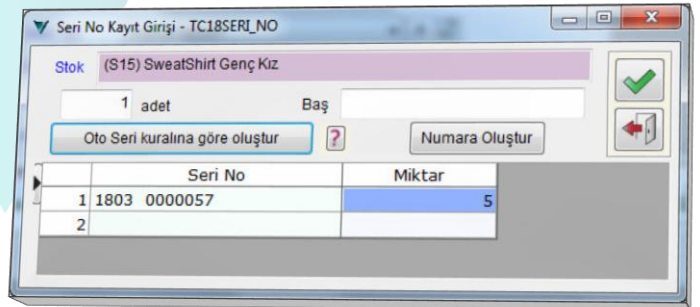 Seri No Kayıt Girişi - TC18SERI_NO
Stok (S15) SweatShirt Genç Kız
1 adet Baş
Oto Seri kuralına göre oluştur ? Numara Oluştur
Seri No Miktar
1 1803 0000057 5
2